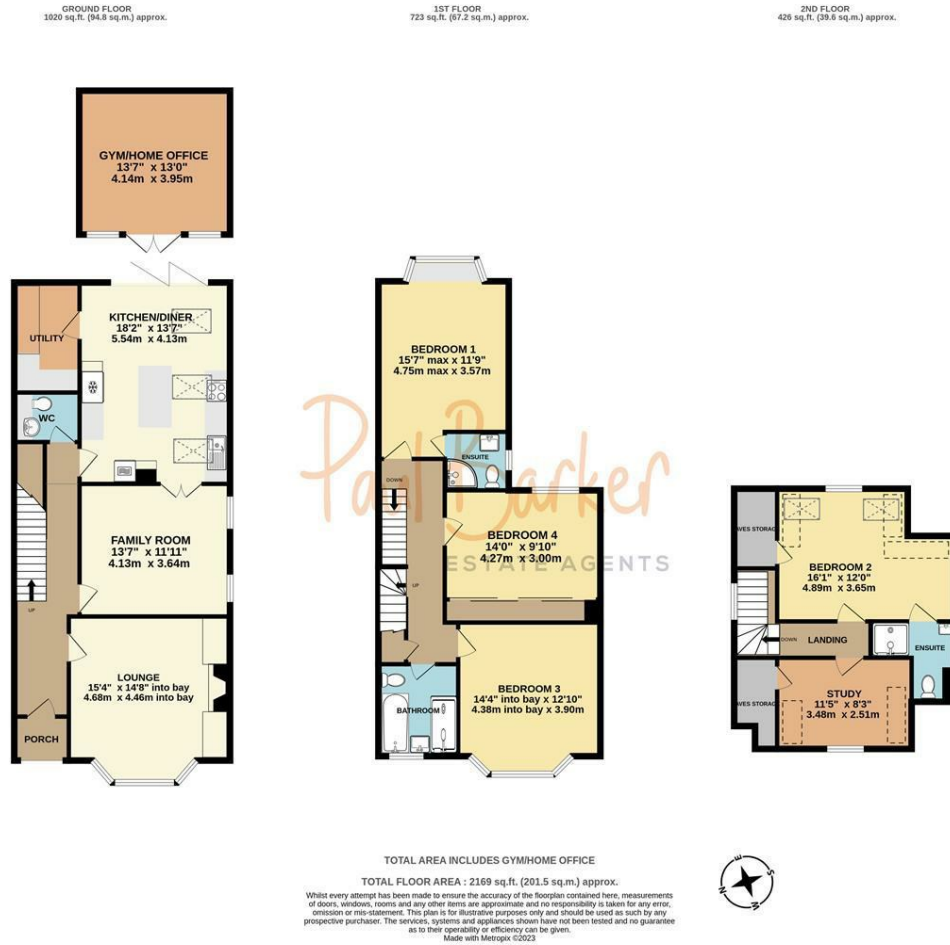 GROUND FLOOR
1020 sq.ft. (94.8 sq.m.) approx.
1ST FLOOR
723 sq.ft. (67.2 sq.m.) approx.
2ND FLOOR
426 sq.ft. (39.6 sq.m.) approx.
GYM/HOME OFFICE
13'7" x 13'0"
4.14m x 3.95m
KITCHEN/DINER
18'2" x 13'7"
5.54m x 4.13m
UTILITY
WC
FAMILY ROOM
13'7" x 11'11"
4.13m x 3.64m
UP
LOUNGE
15'4" x 14'8" into bay
4.68m x 4.46m into bay
PORCH
BEDROOM 1
15'7" max x 11'9"
4.75m max x 3.57m
ENSUITE
DOWN
BEDROOM 4
14'0" x 9'10"
4.27m x 3.00m
UP
BEDROOM 3
14'4" into bay x 12'10"
4.38m into bay x 3.90m
BATHROOM
Paul Barker
ESTATE AGENTS
VES STORAG
BEDROOM 2
16'1" x 12'0"
4.89m x 3.65m
DOWN
LANDING
ENSUITE
VES STORAG
STUDY
11'5" x 8'3"
3.48m x 2.51m
TOTAL AREA INCLUDES GYM/HOME OFFICE
TOTAL FLOOR AREA : 2169 sq.ft. (201.5 sq.m.) approx.
Whilst every attempt has been made to ensure the accuracy of the floorplan contained here, measurements
of doors, windows, rooms and any other items are approximate and no responsibility is taken for any error,
omission or mis-statement. This plan is for illustrative purposes only and should be used as such by any
prospective purchaser. The services, systems and appliances shown have not been tested and no guarantee
as to their operability or efficiency can be given.
Made with Metropix ©2023
E
S
W
N